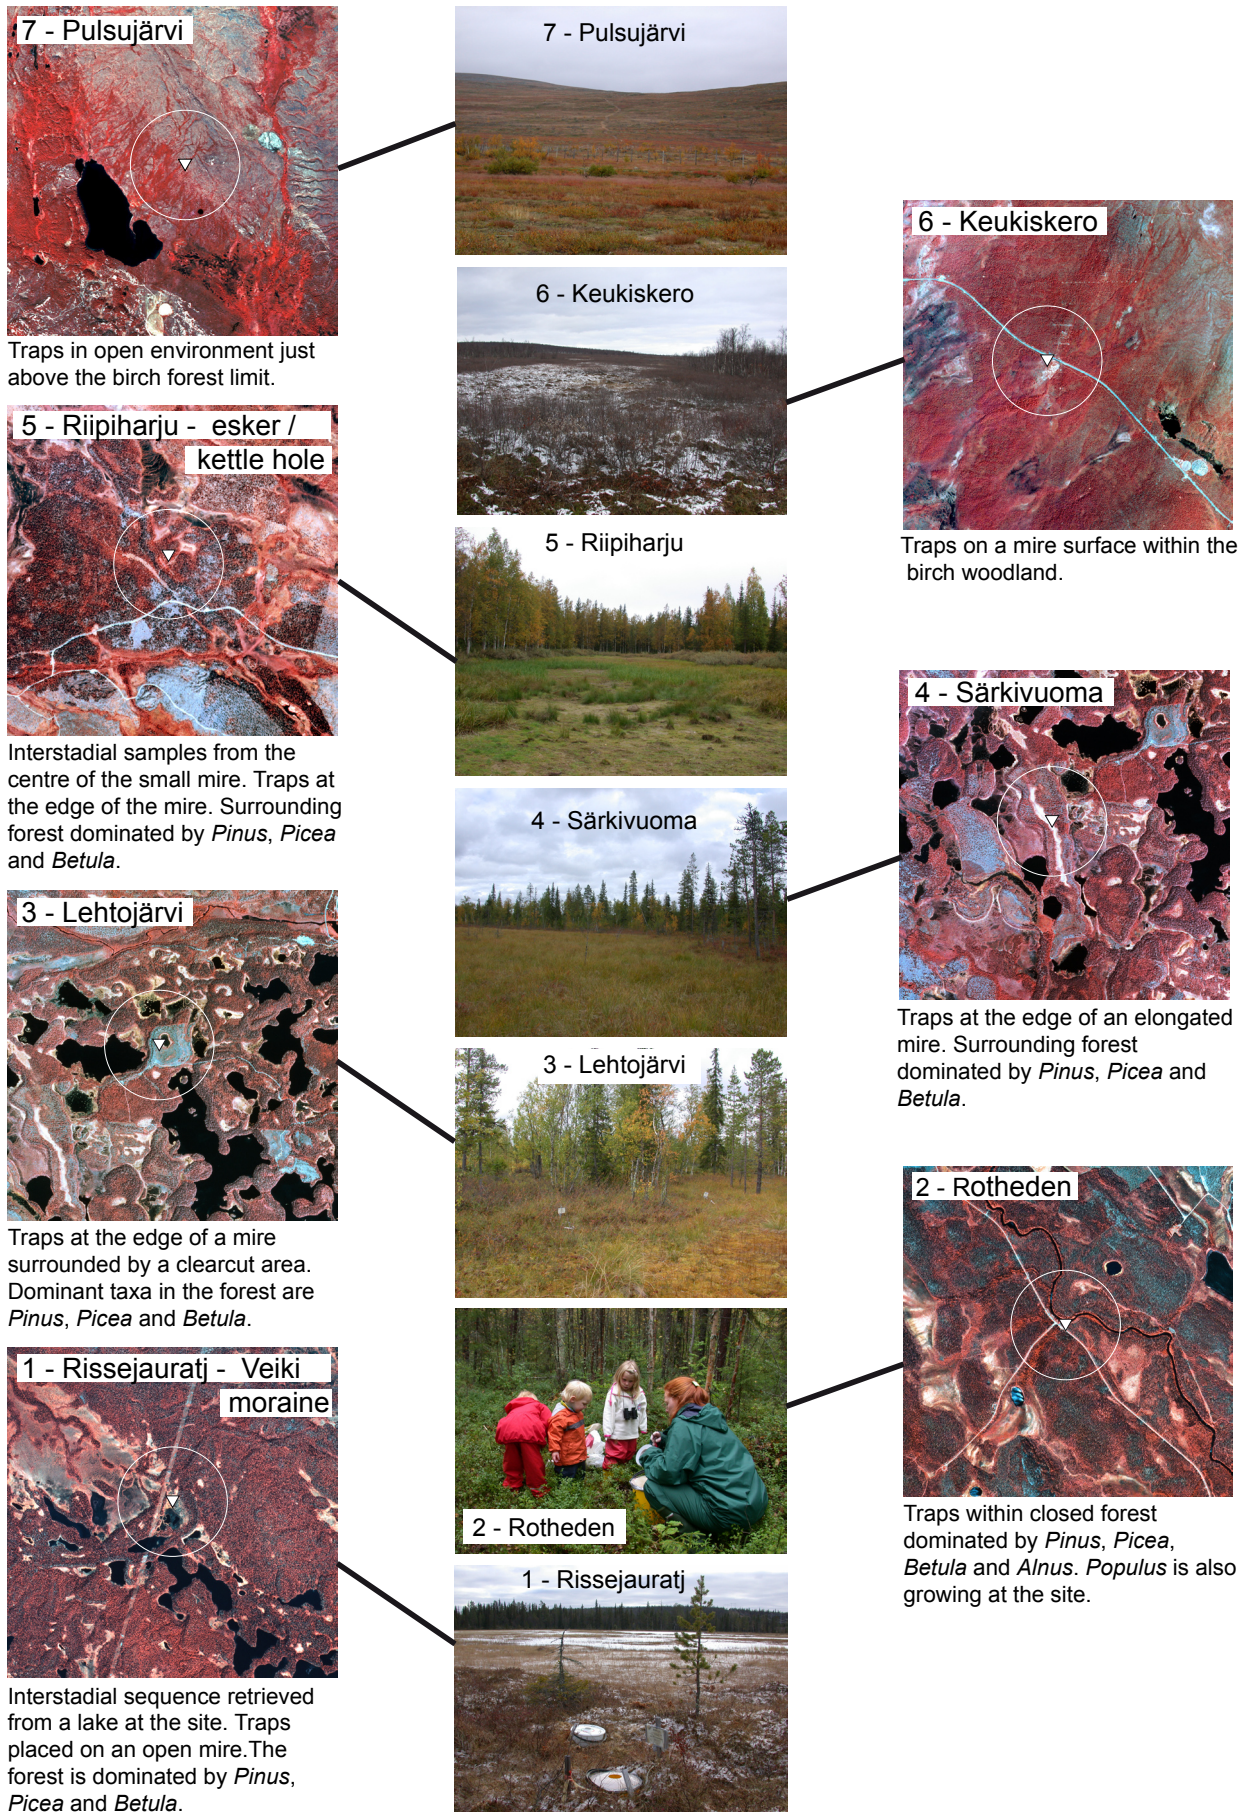 7 - Pulsujärvi
Traps in open environment just
above the birch forest limit.
5 - Riipiharju - esker /
kettle hole
Interstadial samples from the
centre of the small mire. Traps at
the edge of the mire. Surrounding
forest dominated by Pinus, Picea
and Betula.
3 - Lehtojärvi
Traps at the edge of a mire
surrounded by a clearcut area.
Dominant taxa in the forest are
Pinus, Picea and Betula.
1 - Rissejauratj - Veiki
moraine
Interstadial sequence retrieved
from a lake at the site. Traps
placed on an open mire.The
forest is dominated by Pinus,
Picea and Betula.
7 - Pulsujärvi
6 - Keukiskero
5 - Riipiharju
4 - Särkivuoma
3 - Lehtojärvi
2 - Rotheden
1 - Rissejauratj
6 - Keukiskero
Traps on a mire surface within the
birch woodland.
4 - Särkivuoma
Traps at the edge of an elongated
mire. Surrounding forest
dominated by Pinus, Picea and
Betula.
2 - Rotheden
Traps within closed forest
dominated by Pinus, Picea,
Betula and Alnus. Populus is also
growing at the site.